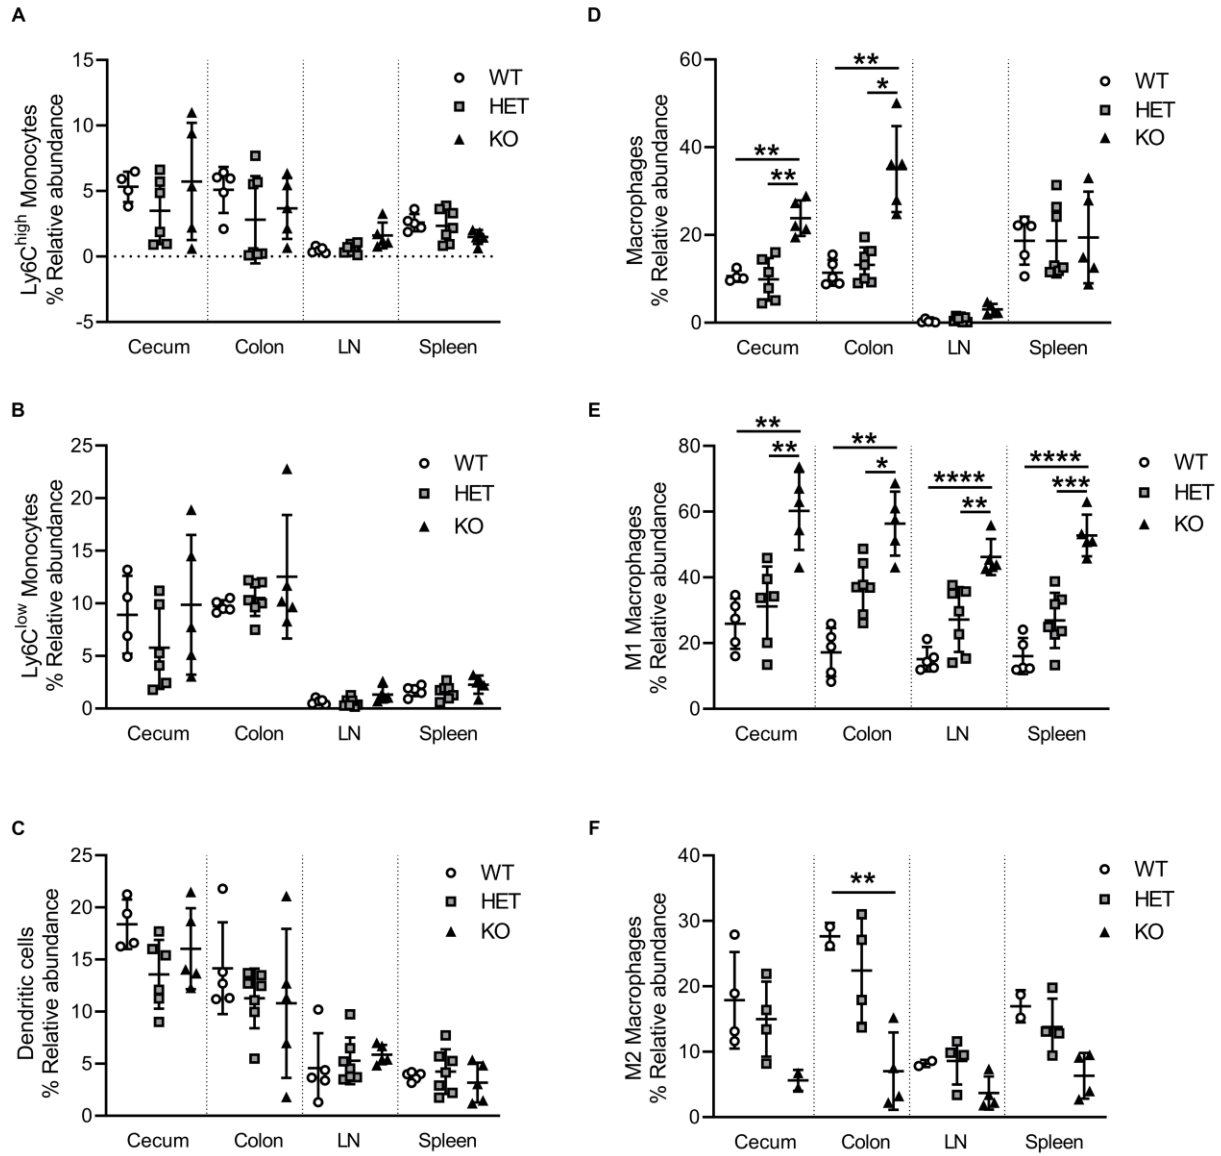 A
Ly6Chigh Monocytes
% Relative abundance
15
10
5
0
-5
WT
HET
KO
Cecum Colon LN Spleen
D
Macrophages
% Relative abundance
60
40
20
0
**
*
**
**
WT
HET
KO
Cecum Colon LN Spleen
B
Ly6Clow Monocytes
% Relative abundance
25
20
15
10
5
0
WT
HET
KO
Cecum Colon LN Spleen
E
M1 Macrophages
% Relative abundance
80
60
40
20
0
**
**
**
*
****
**
****
***
WT
HET
KO
Cecum Colon LN Spleen
C
Dendritic cells
% Relative abundance
25
20
15
10
5
0
WT
HET
KO
Cecum Colon LN Spleen
F
M2 Macrophages
% Relative abundance
40
30
20
10
0
**
WT
HET
KO
Cecum Colon LN Spleen